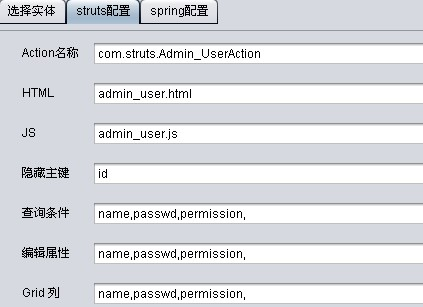 选择实体 struts配置 spring配置
Action名称 com.struts.Admin_UserAction
HTML admin_user.html
JS admin_user.js
隐藏主键 id
查询条件 name,passwd,permission,
编辑属性 name,passwd,permission,
Grid 列 name,passwd,permission,